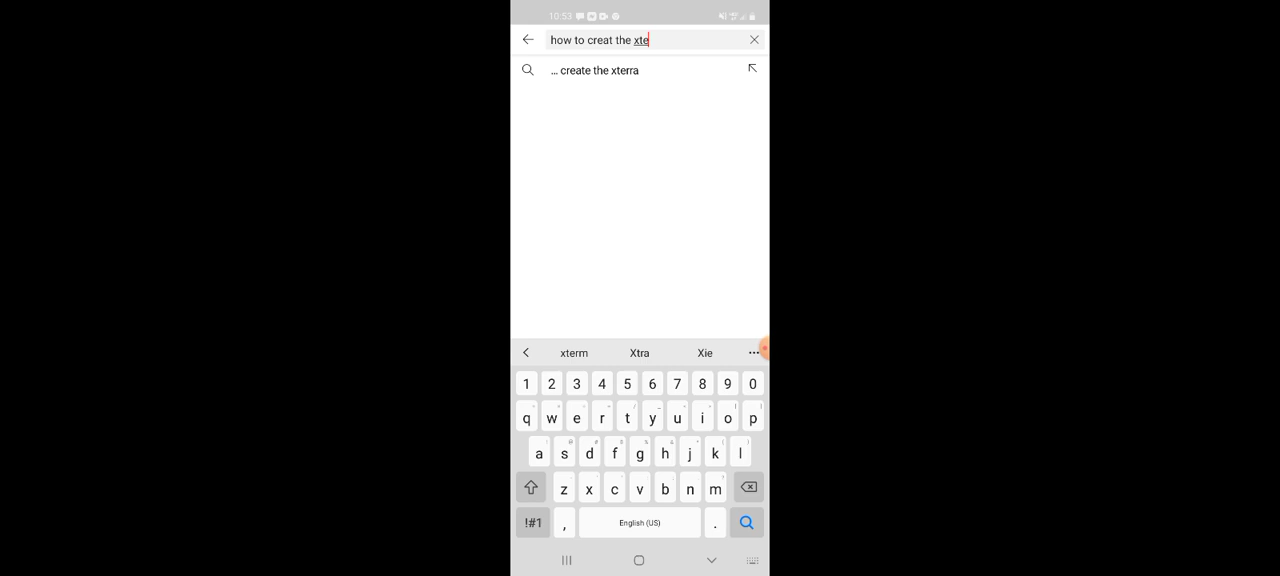 10:53
how to creat the xte
... create the xterra
xterm Xtra Xie ...
1 2 3 4 5 6 7 8 9 0
q w e r t y u i o p
a s d f g h j k l
z x c v b n m
!#1 , English (US) .